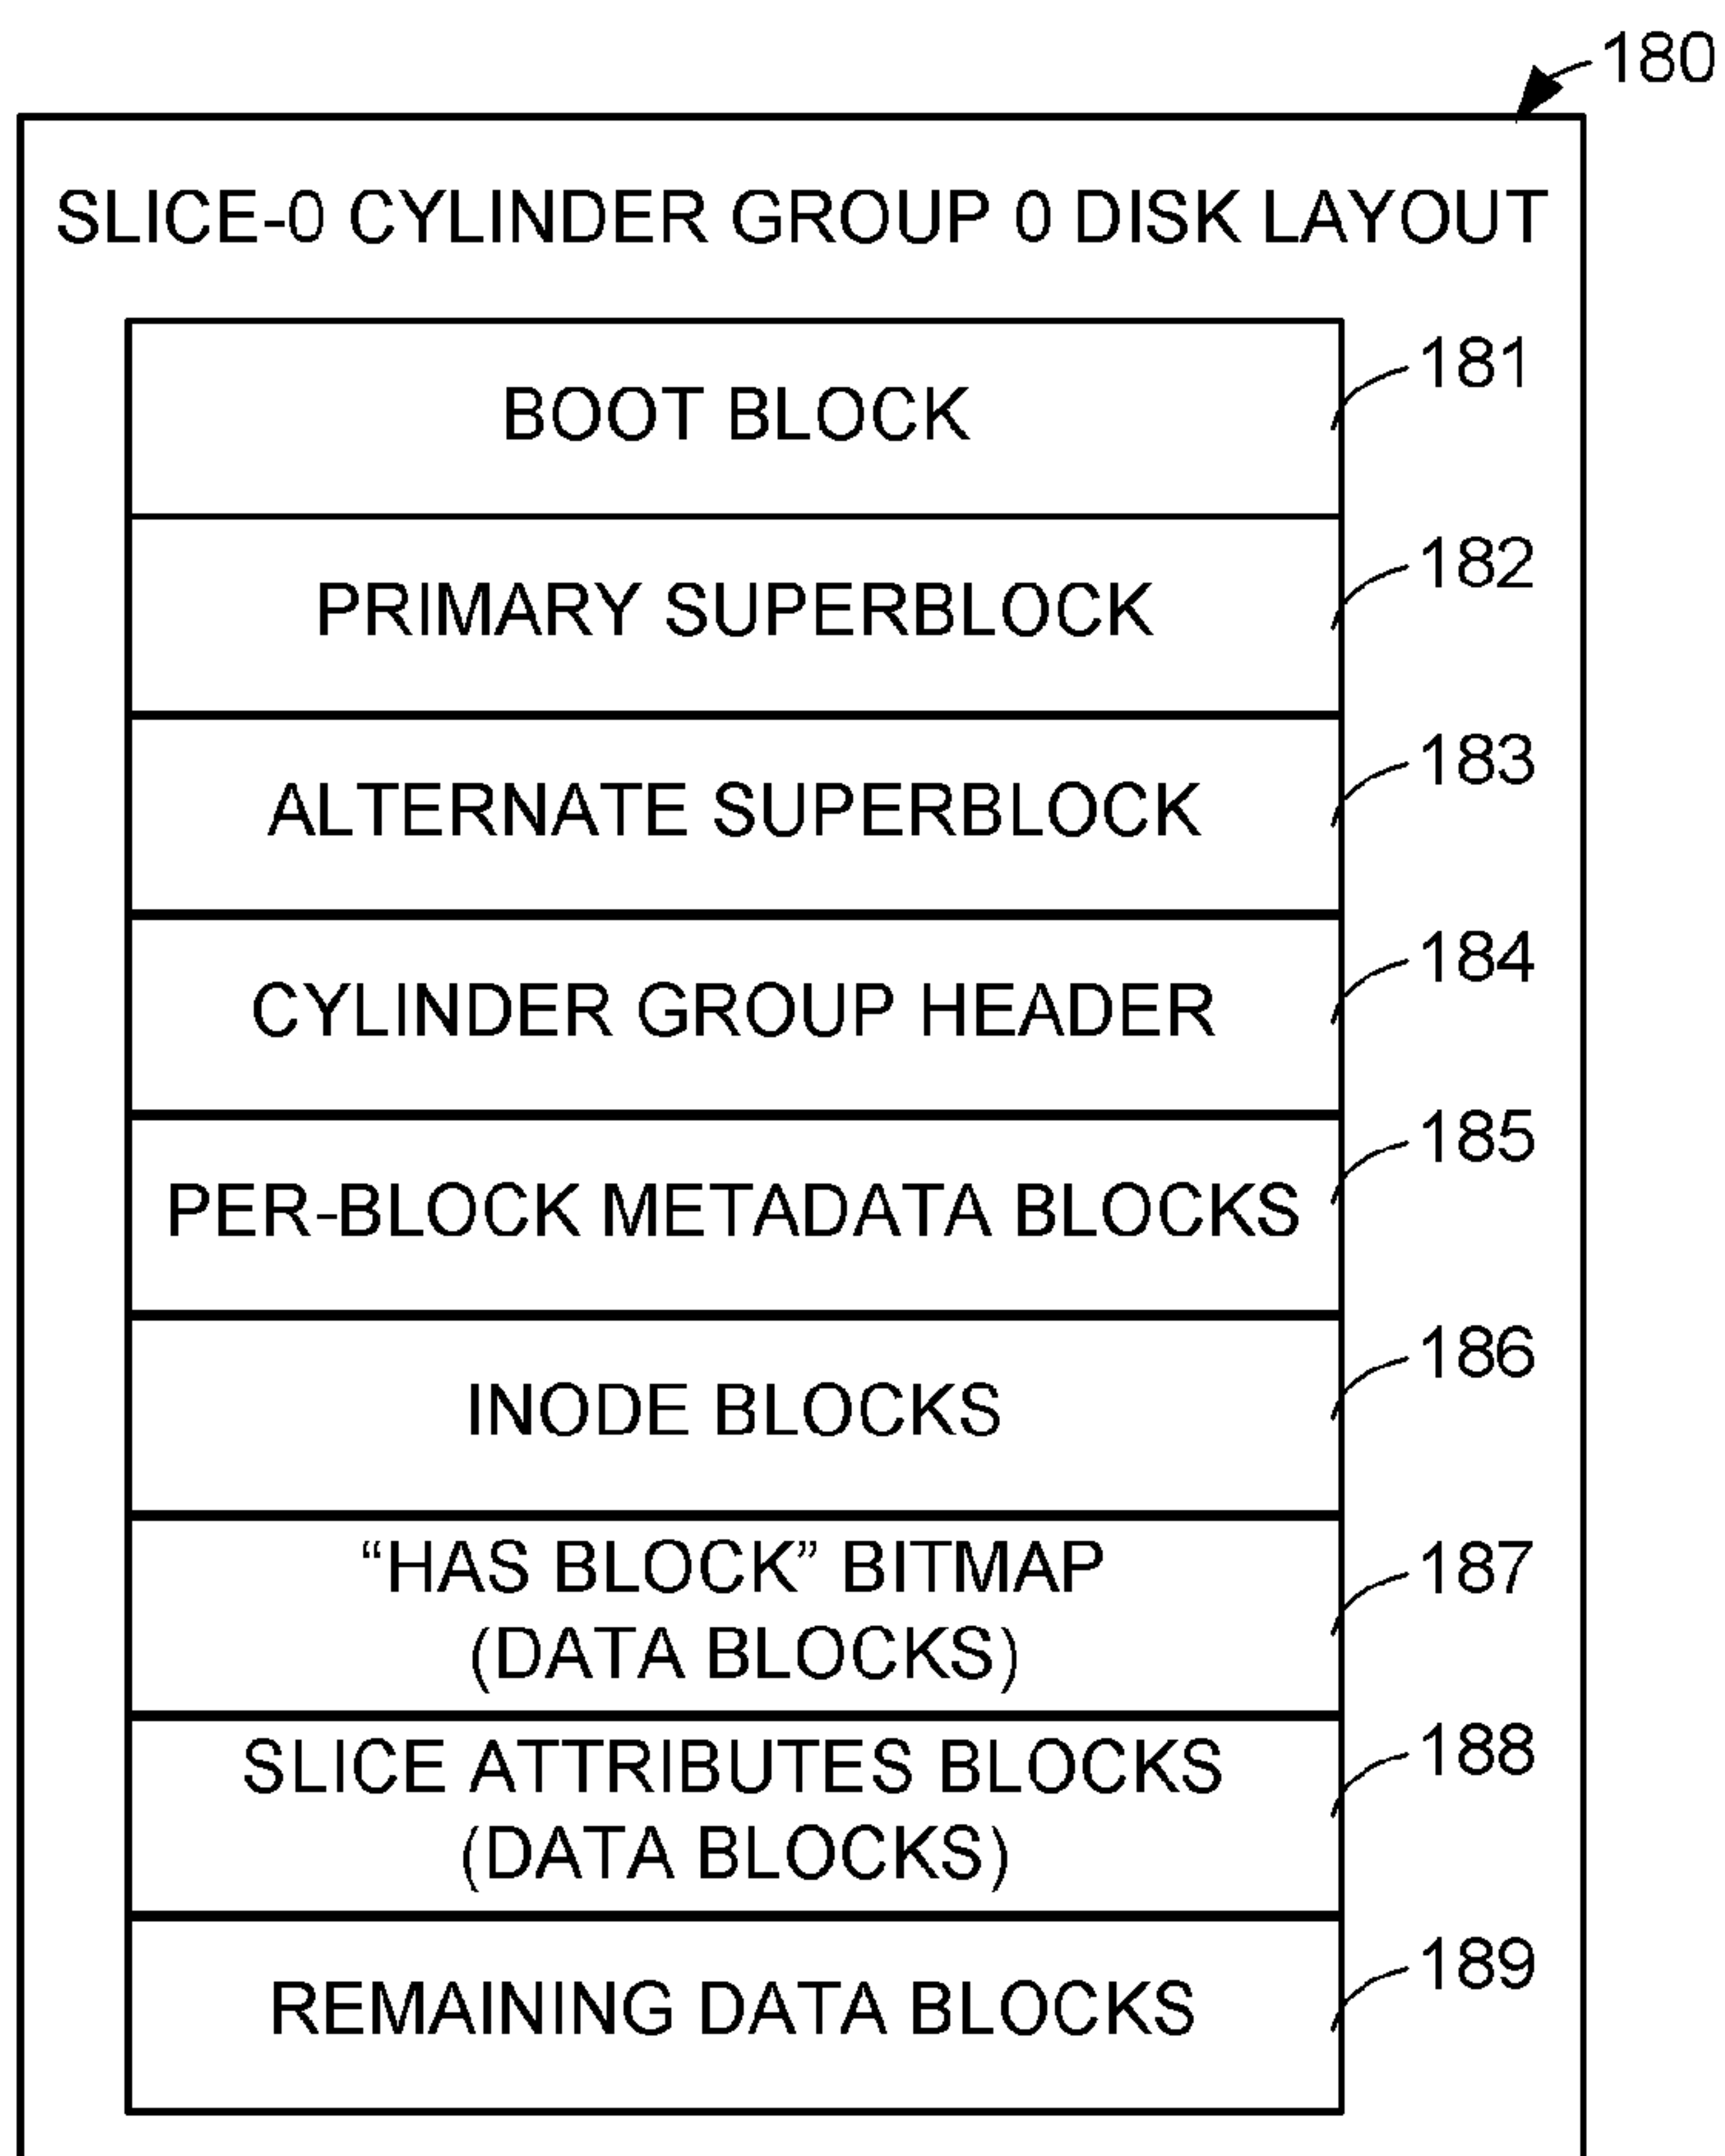 180
SLICE-0 CYLINDER GROUP 0 DISK LAYOUT
BOOT BLOCK
181
PRIMARY SUPERBLOCK
182
ALTERNATE SUPERBLOCK
183
CYLINDER GROUP HEADER
184
PER-BLOCK METADATA BLOCKS
185
INODE BLOCKS
186
“HAS BLOCK” BITMAP
(DATA BLOCKS)
187
SLICE ATTRIBUTES BLOCKS
(DATA BLOCKS)
188
REMAINING DATA BLOCKS
189